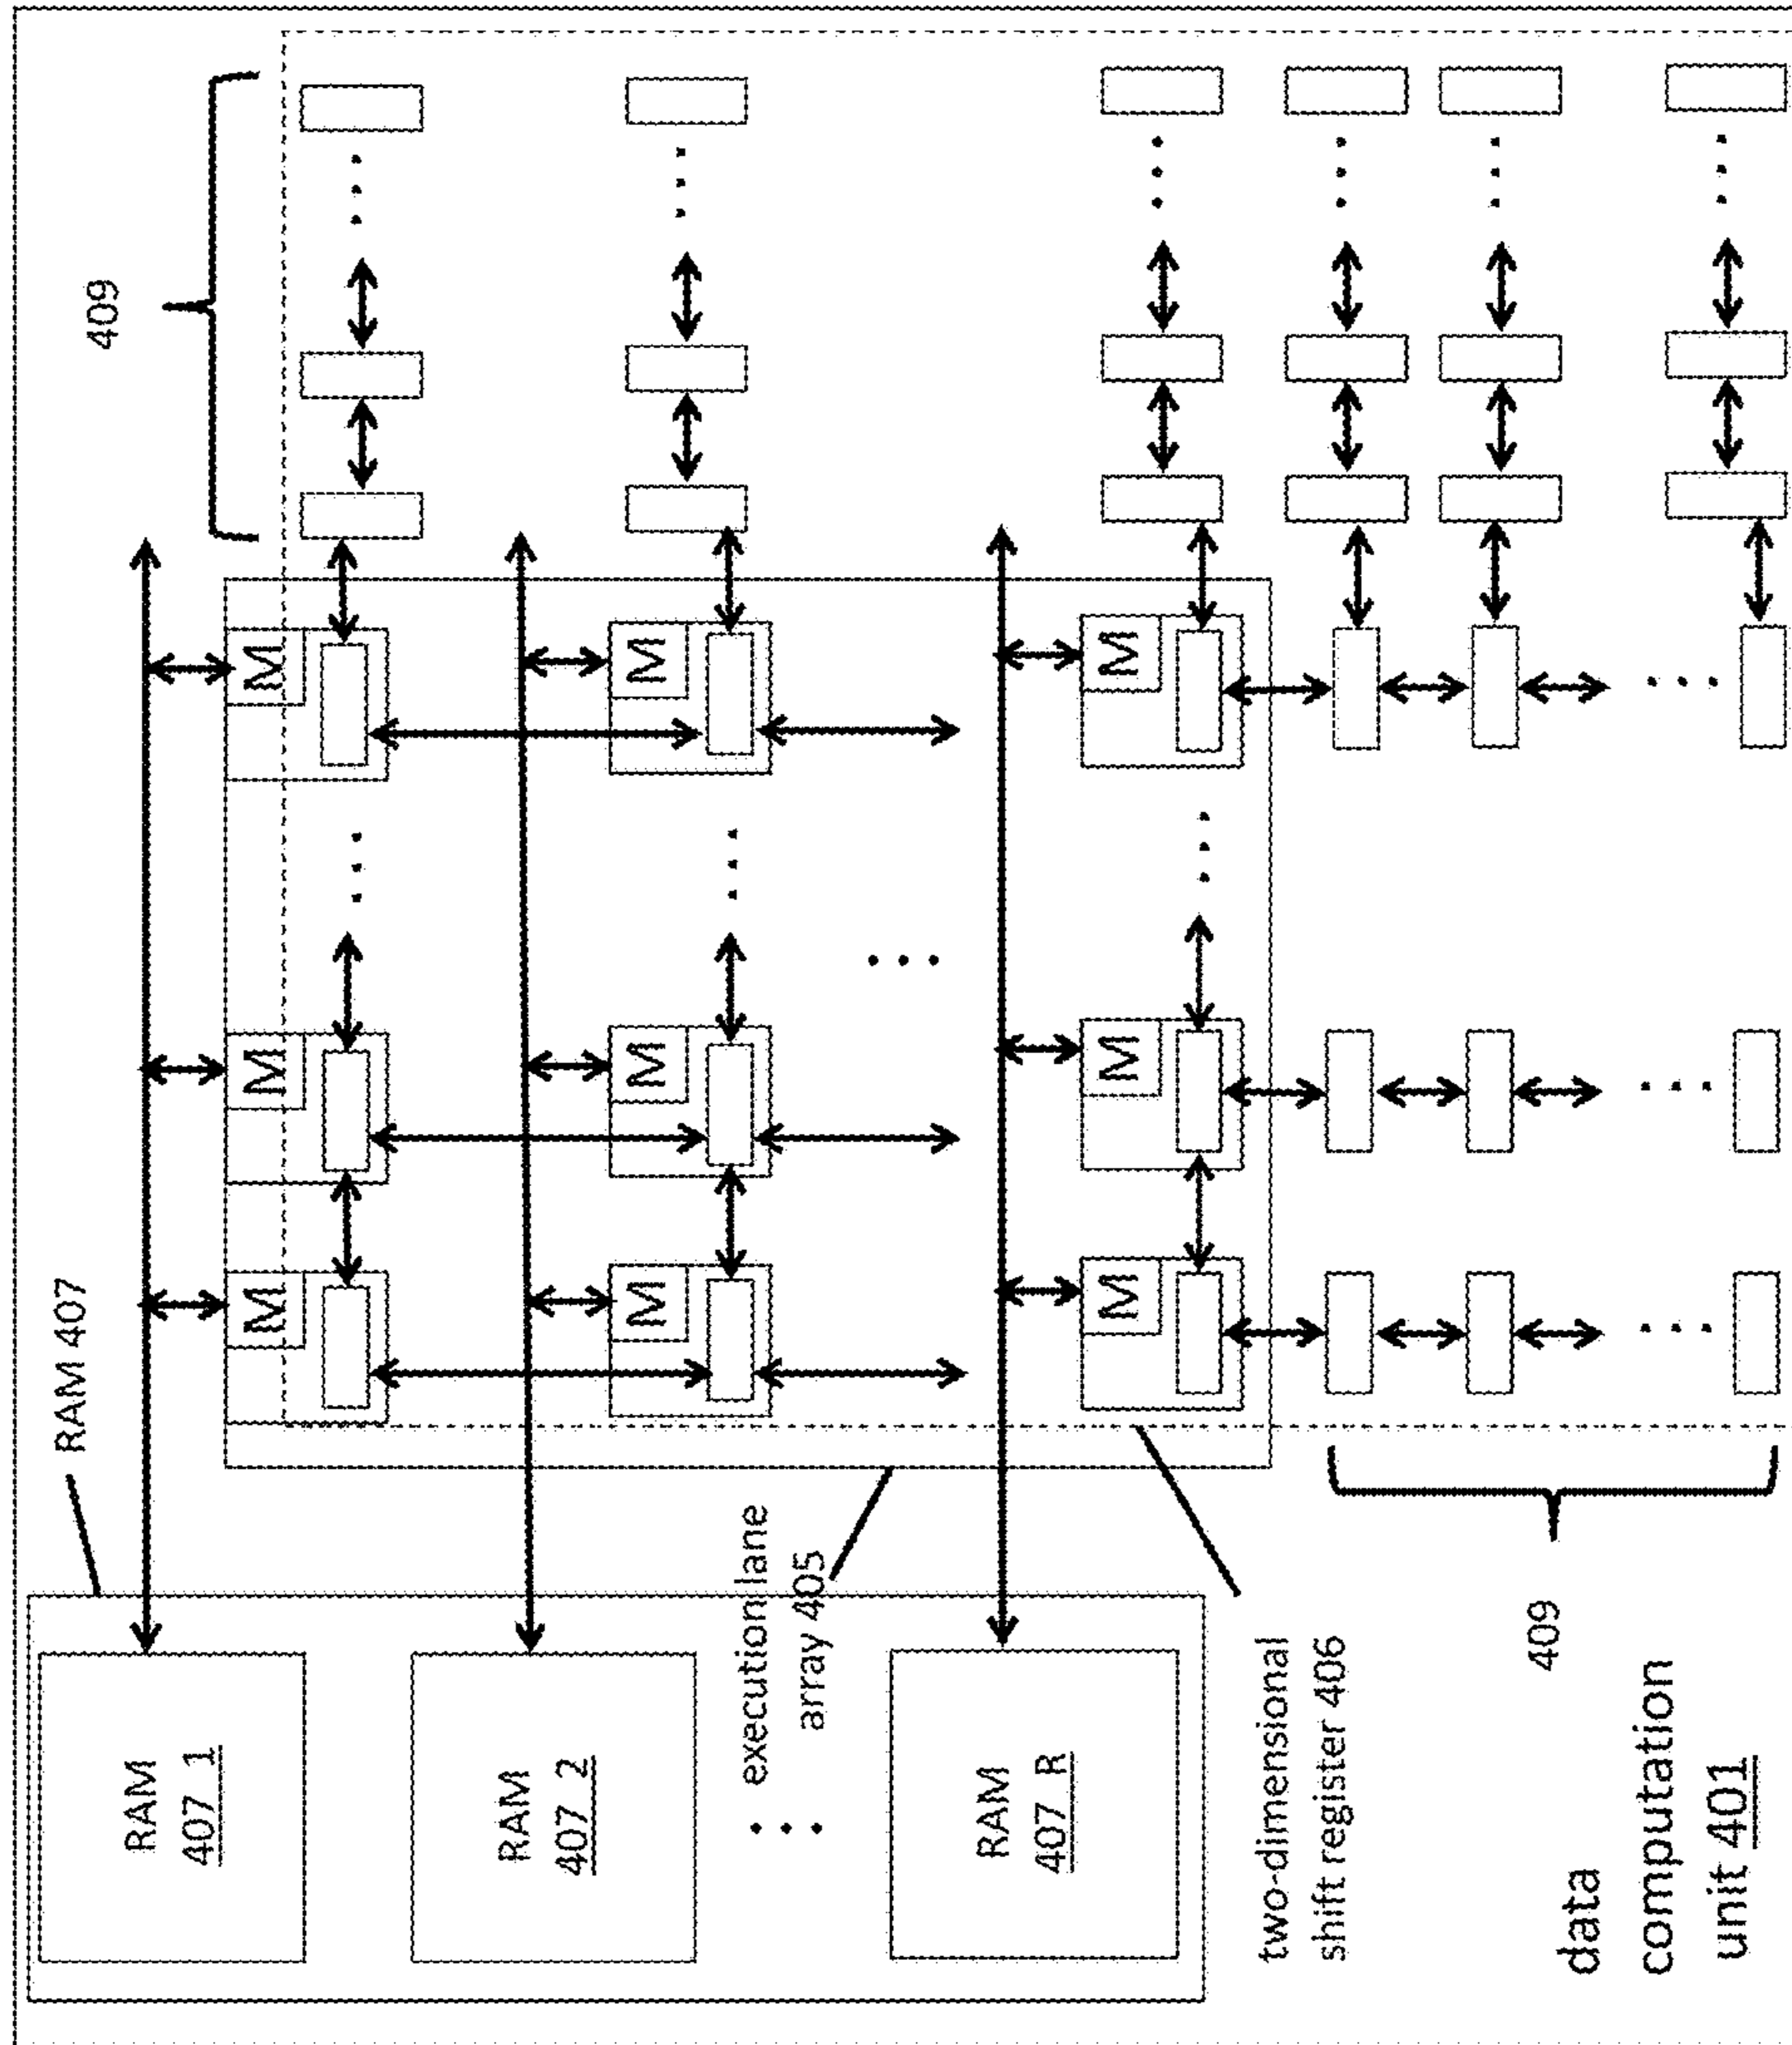 RAM 407
409
RAM
407_1
M
M
M
RAM
407_2
M
M
M
execution lane
array 405
RAM
407_R
M
M
M
two-dimensional
shift register 406
409
data
computation
unit 401